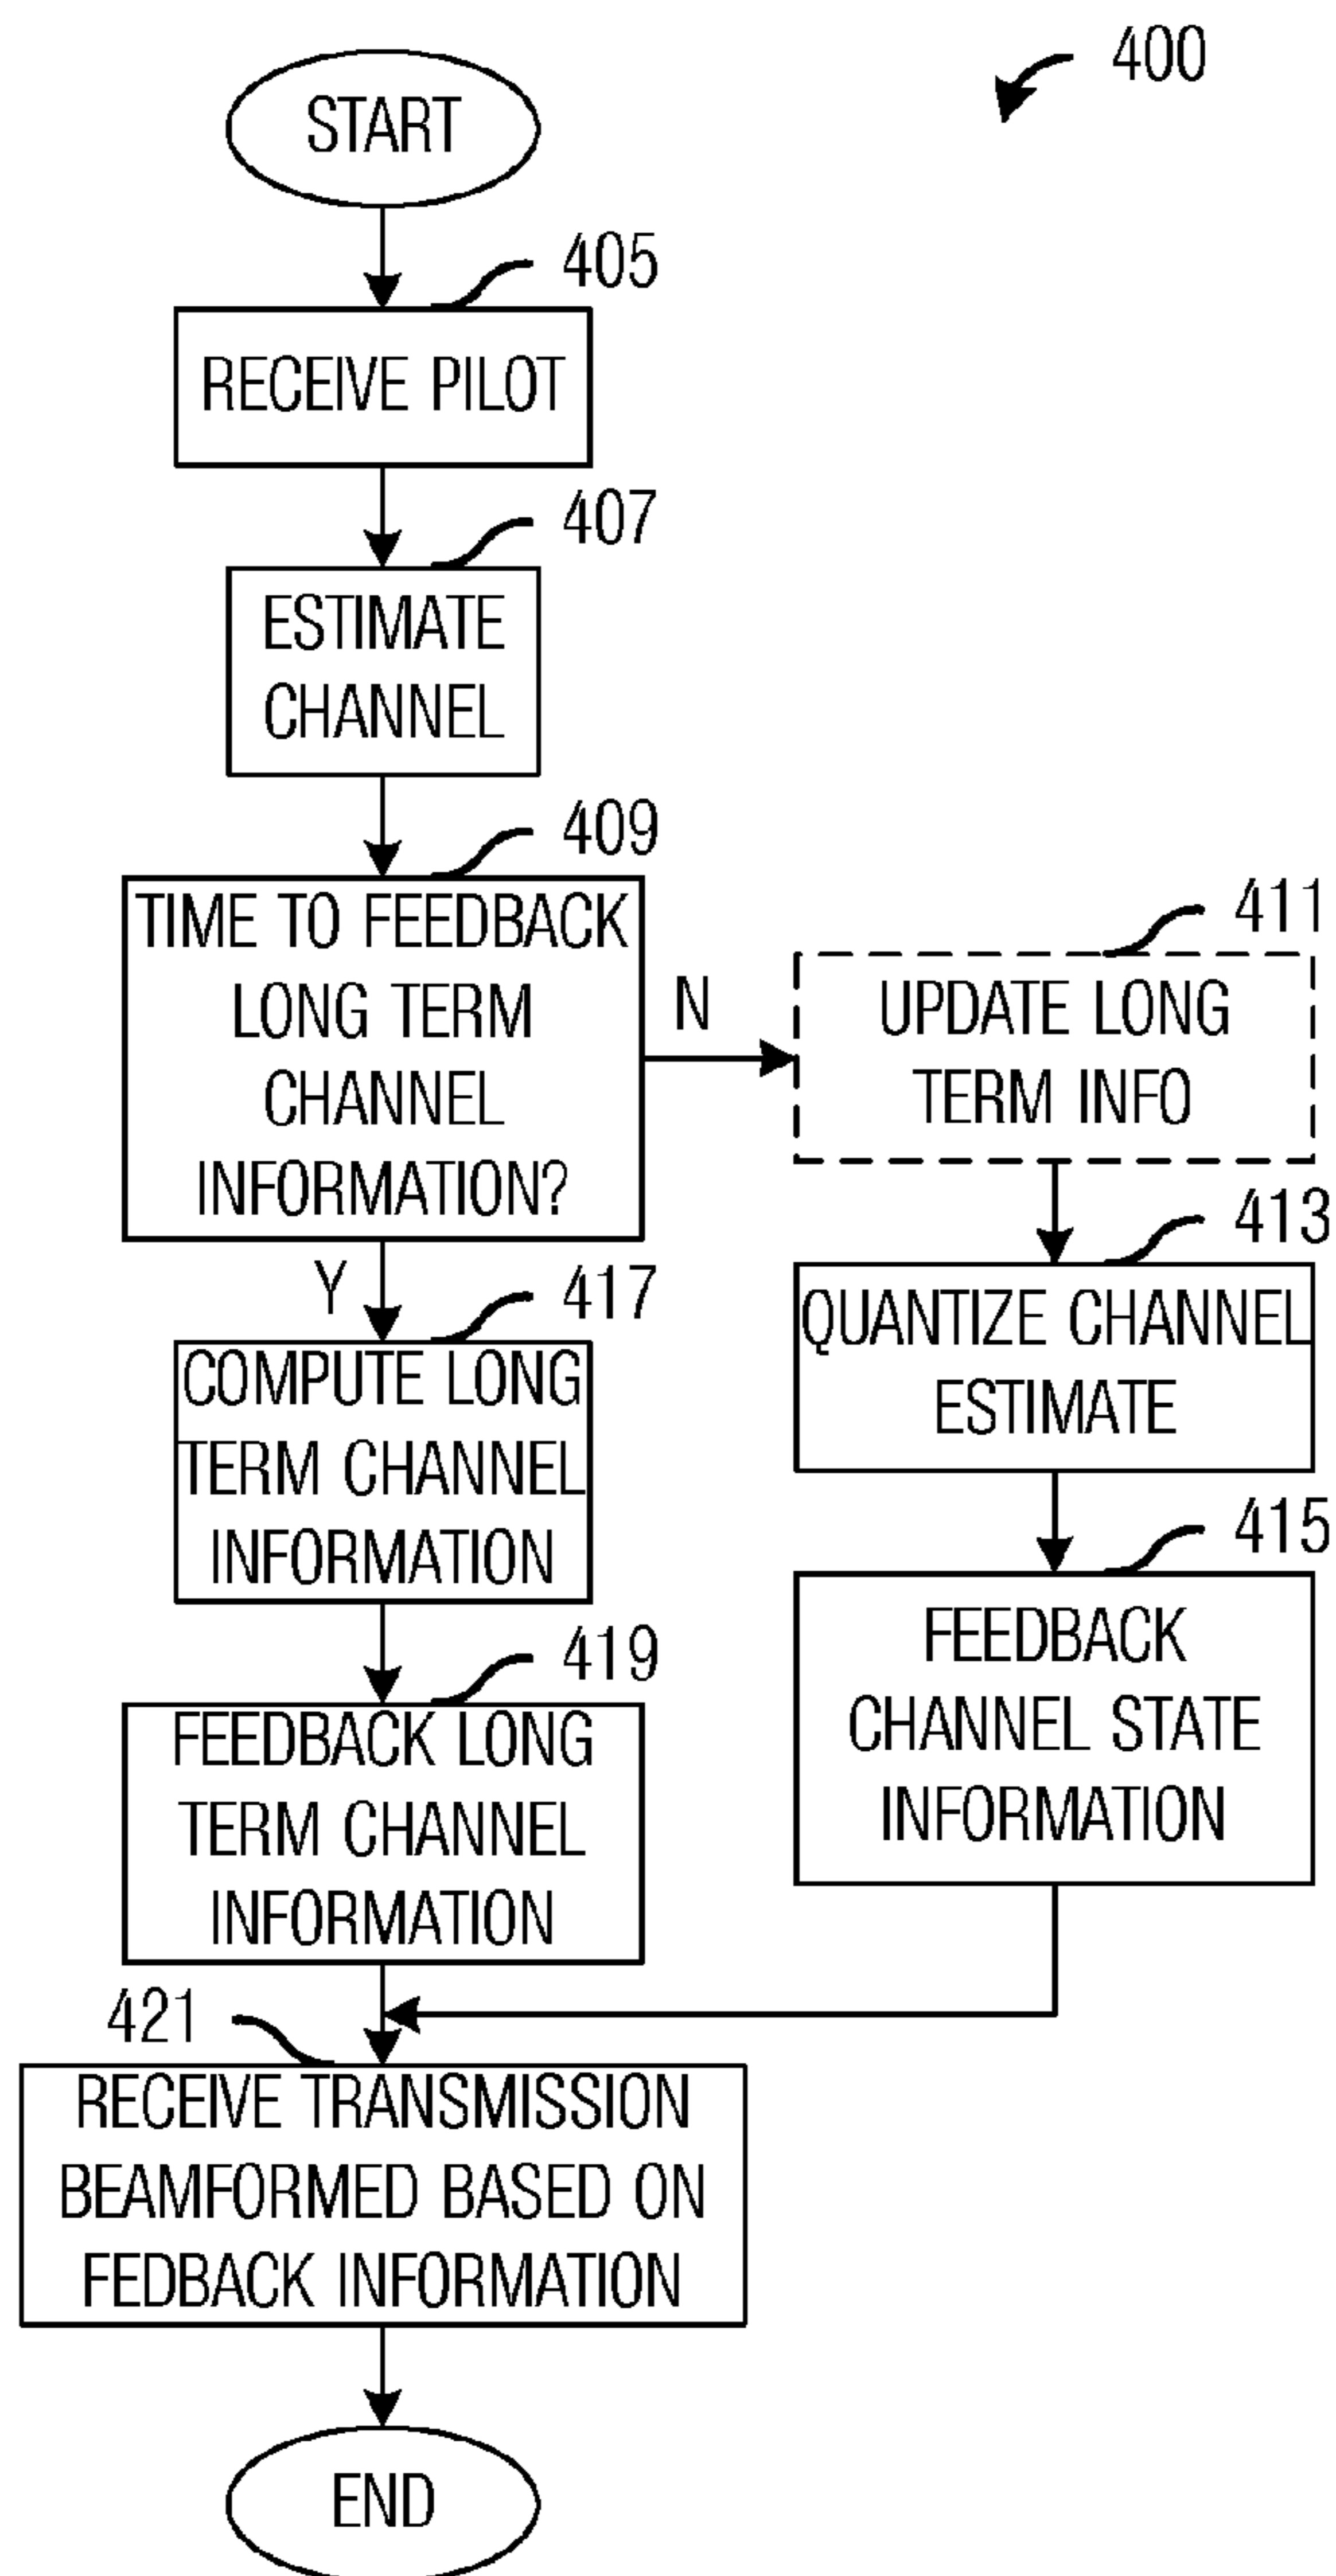 400
START
405
RECEIVE PILOT
407
ESTIMATE
CHANNEL
409
TIME TO FEEDBACK
LONG TERM
CHANNEL
INFORMATION?
N
411
UPDATE LONG
TERM INFO
413
QUANTIZE CHANNEL
ESTIMATE
415
FEEDBACK
CHANNEL STATE
INFORMATION
Y
417
COMPUTE LONG
TERM CHANNEL
INFORMATION
419
FEEDBACK LONG
TERM CHANNEL
INFORMATION
421
RECEIVE TRANSMISSION
BEAMFORMED BASED ON
FEDBACK INFORMATION
END